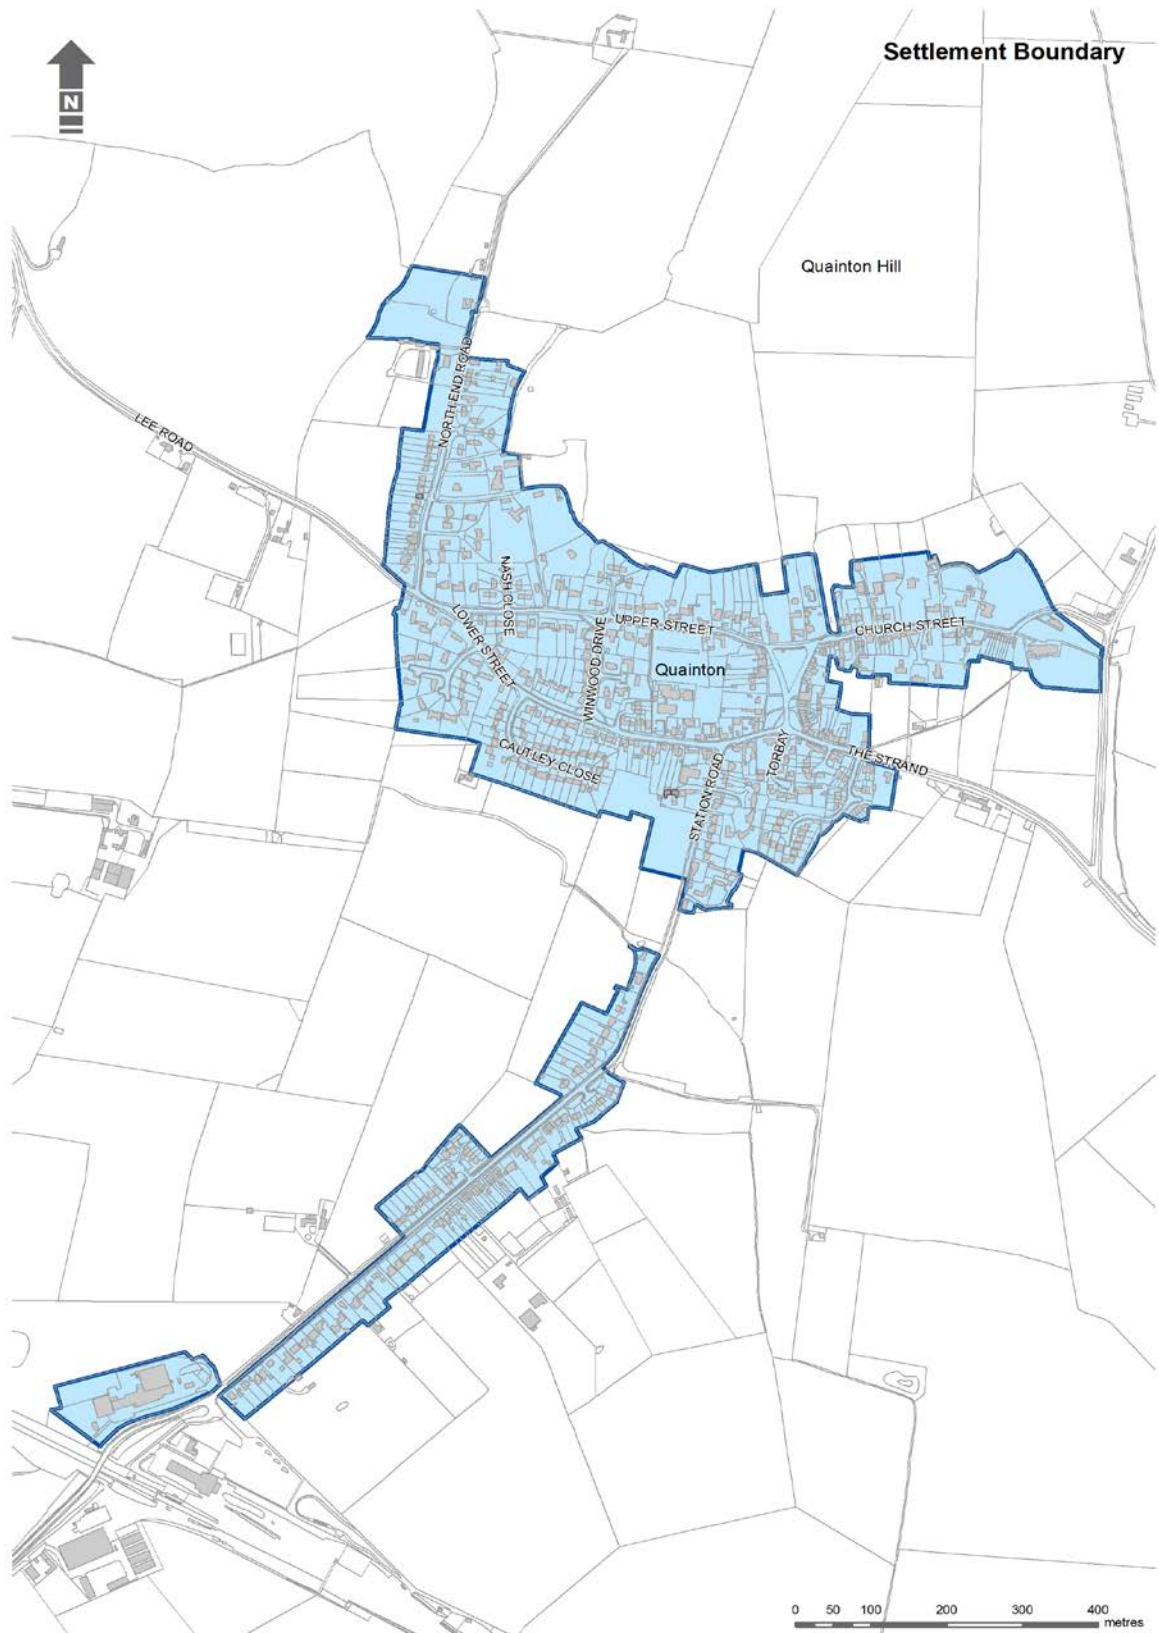 Settlement Boundary
N
Quainton Hill
NORTH END ROAD
LEE ROAD
NASH CLOSE
LOWER STREET
UPPER STREET
CHURCH STREET
WINWOOD DRIVE
Quainton
CAUTLEY CLOSE
STATION ROAD
TORBAY
THE STRAND
0 50 100 200 300 400
metres